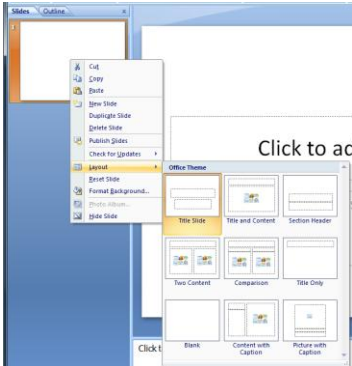 Slides Outline x
1
Cut
Copy
Paste
New Slide
Duplicate Slide
Delete Slide
Publish Slides
Check for Updates
Layout
Reset Slide
Format Background...
Photo Album...
Hide Slide
Click to ad
Office Theme
Title Slide
Title and Content
Section Header
Two Content
Comparison
Title Only
Blank
Content with
Caption
Picture with
Caption
Click t